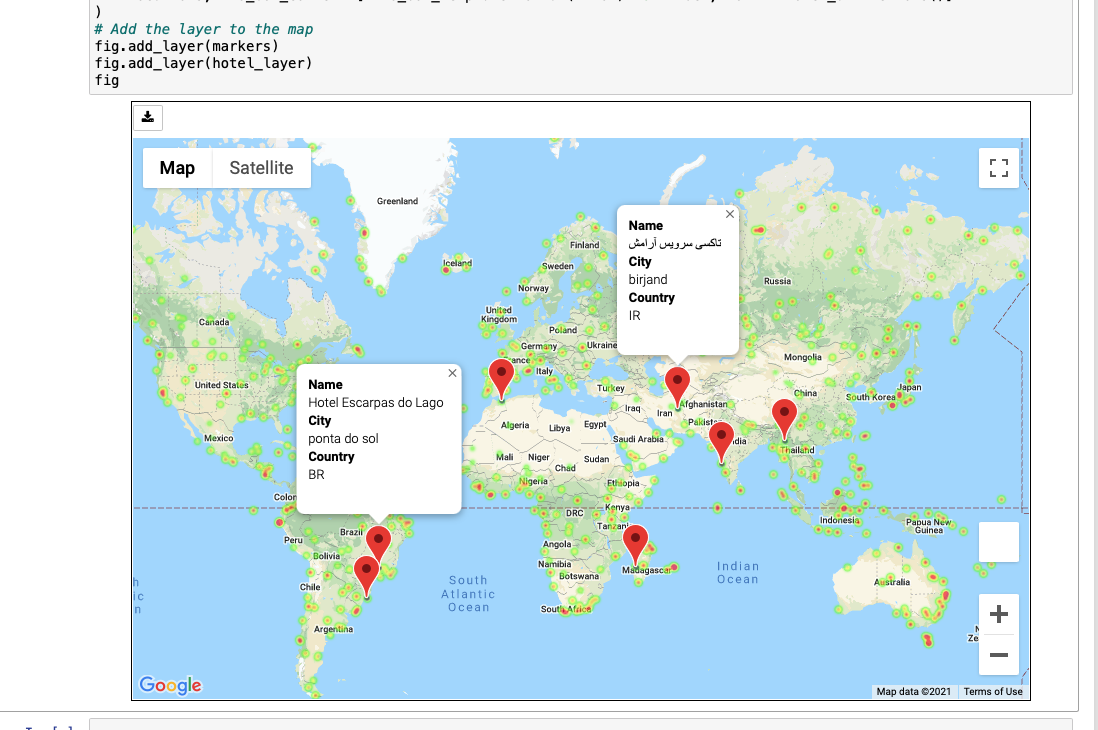 )
# Add the layer to the map
fig.add_layer(markers)
fig.add_layer(hotel_layer)
fig
Map
Satellite
Greenland
Iceland
Finland
Sweden
Norway
United
Kingdom
Russia
Canada
Poland
Germany
Ukraine
France
Italy
Mongolia
United States
Turkey
Afghanistan
China
Japan
South Korea
Iraq
Iran
Mexico
Algeria
Libya
Egypt
Pakist
dia
Saudi Arabia
Thailand
Mali
Niger
Sudan
Chad
Nigeria
Ethiopia
Colon
Kenya
DRC
Indonesia
Papua New
Guinea
Tanzania
Brazil
Peru
Angola
Bolivia
Namibia
Madagascar
Botswana
Indian
Ocean
Australia
South
Atlantic
Ocean
Chile
South Africa
Argentina
Name
تاکسی سرویس آرامش
City
birjand
Country
IR
Name
Hotel Escarpas do Lago
City
ponta do sol
Country
BR
Google
Map data ©2021
Terms of Use